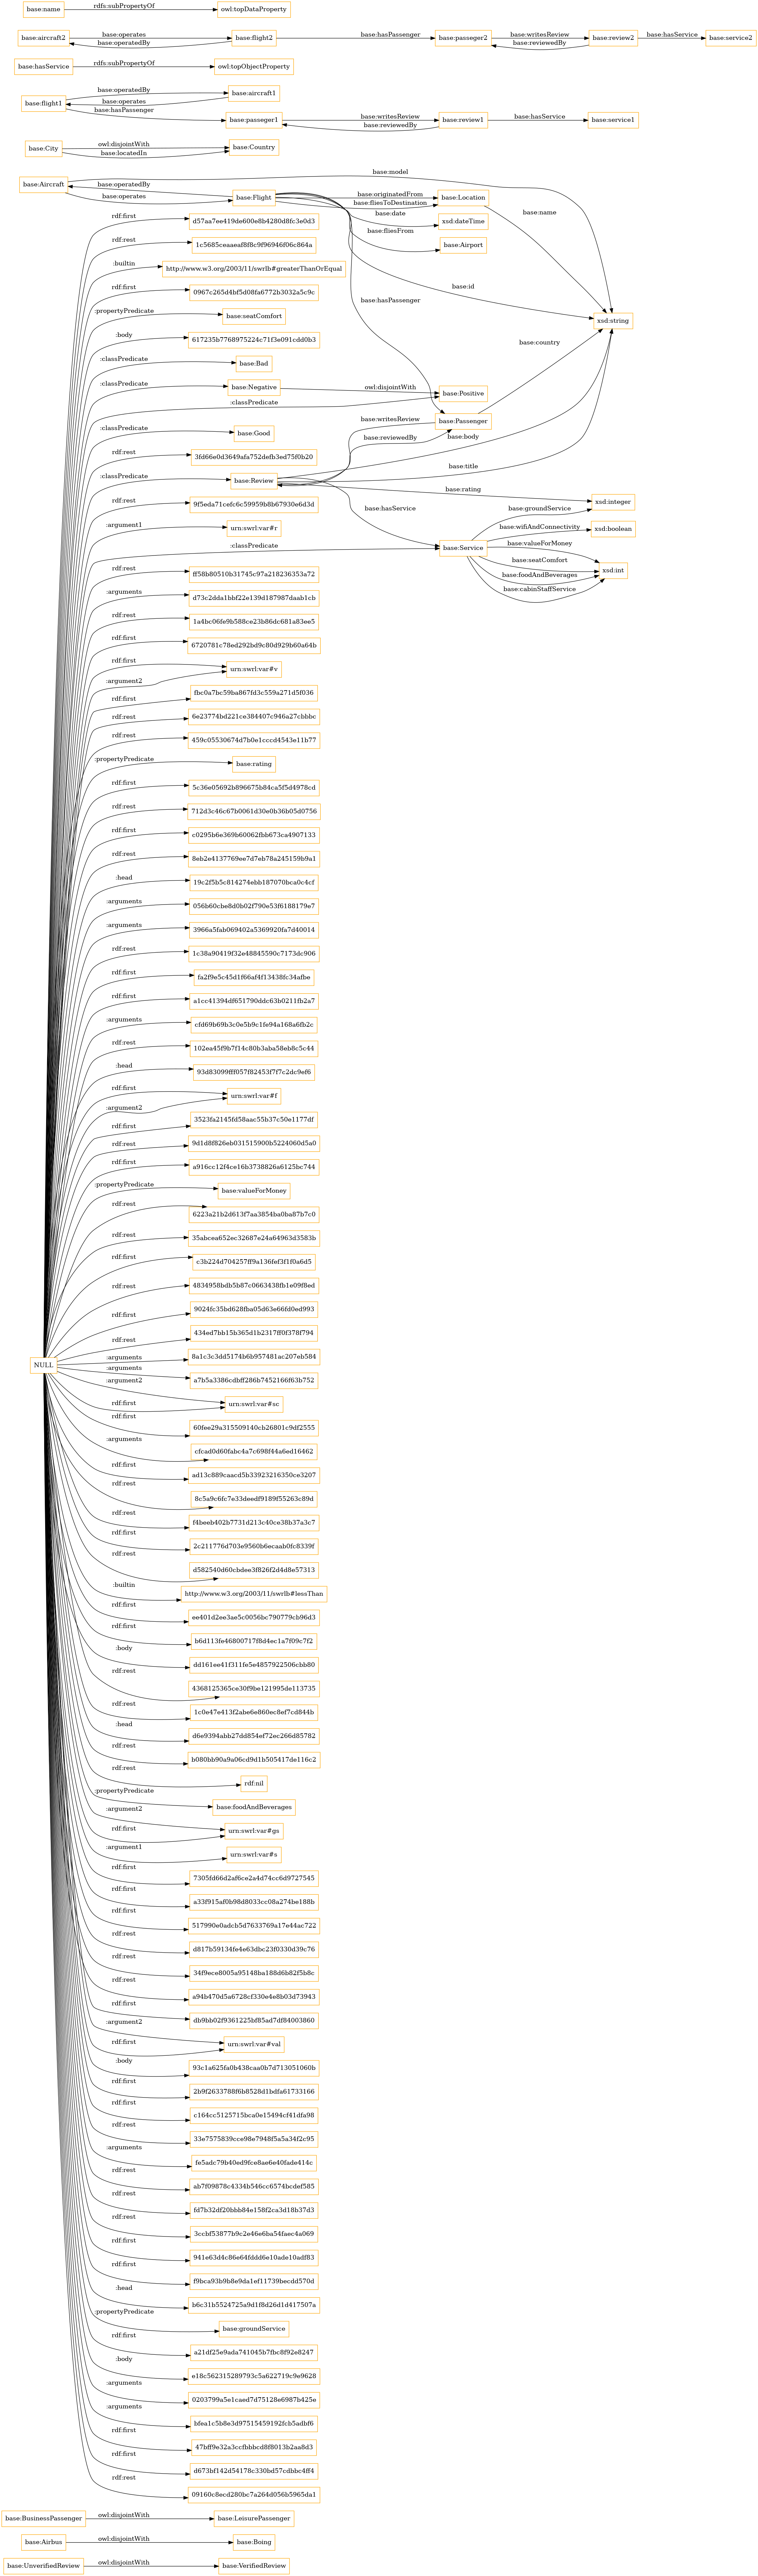 base:name
rdfs:subPropertyOf
owl:topDataProperty
base:aircraft2
base:operates
base:operatedBy
base:flight2
base:hasPassenger
base:passeger2
base:writesReview
base:reviewedBy
base:review2
base:hasService
base:service2
base:hasService
rdfs:subPropertyOf
owl:topObjectProperty
base:flight1
base:operatedBy
base:operates
base:hasPassenger
base:aircraft1
base:passeger1
base:writesReview
base:reviewedBy
base:review1
base:hasService
base:service1
base:City
owl:disjointWith
base:locatedIn
base:Country
base:Aircraft
base:model
base:operatedBy
base:operates
base:Flight
base:originatedFrom
base:fliesToDestination
base:date
base:fliesFrom
base:id
base:hasPassenger
base:Location
base:name
xsd:dateTime
base:Airport
xsd:string
base:country
base:Passenger
base:writesReview
base:reviewedBy
base:body
base:title
base:rating
base:hasService
xsd:integer
base:Service
base:groundService
base:wifiAndConnectivity
base:valueForMoney
base:seatComfort
base:foodAndBeverages
base:cabinStaffService
xsd:boolean
xsd:int
NULL
rdf:first
d57aa7ee419de600e8b4280d8fc3e0d3
rdf:rest
1c5685ceaaeaf8f8c9f96946f06c864a
:builtin
http://www.w3.org/2003/11/swrlb#greaterThanOrEqual
rdf:first
0967c265d4bf5d08fa6772b3032a5c9c
:propertyPredicate
base:seatComfort
:body
617235b7768975224c71f3e091cdd0b3
:classPredicate
base:Bad
:classPredicate
base:Negative
owl:disjointWith
base:Positive
:classPredicate
:classPredicate
base:Good
rdf:rest
3fd66e0d3649afa752defb3ed75f0b20
:classPredicate
base:Review
rdf:rest
9f5eda71cefc6c59959b8b67930e6d3d
:argument1
urn:swrl:var#r
:classPredicate
rdf:rest
ff58b80510b31745c97a218236353a72
:arguments
d73c2dda1bbf22e139d187987daab1cb
rdf:rest
1a4bc06fe9b588ce23b86dc681a83ee5
rdf:first
6720781c78ed292bd9c80d929b60a64b
rdf:first
:argument2
urn:swrl:var#v
rdf:first
fbc0a7bc59ba867fd3c559a271d5f036
rdf:rest
6e23774bd221ce384407c946a27cbbbc
rdf:rest
459c05530674d7b0e1cccd4543e11b77
:propertyPredicate
base:rating
rdf:first
5c36e05692b896675b84ca5f5d4978cd
rdf:rest
712d3c46c67b0061d30e0b36b05d0756
rdf:first
c0295b6e369b60062fbb673ca4907133
rdf:rest
8eb2e4137769ee7d7eb78a245159b9a1
:head
19c2f5b5c814274ebb187070bca0c4cf
:arguments
056b60cbe8d0b02f790e53f6188179e7
:arguments
3966a5fab069402a5369920fa7d40014
rdf:rest
1c38a90419f32e48845590c7173dc906
rdf:first
fa2f9e5c45d1f66af4f13438fc34afbe
rdf:first
a1cc41394df651790ddc63b0211fb2a7
:arguments
cfd69b69b3c0e5b9c1fe94a168a6fb2c
rdf:rest
102ea45f9b7f14c80b3aba58eb8c5c44
:head
93d83099fff057f82453f7f7c2dc9ef6
rdf:first
:argument2
urn:swrl:var#f
rdf:first
3523fa2145fd58aac55b37c50e1177df
rdf:rest
9d1d8f826eb031515900b5224060d5a0
rdf:first
a916cc12f4ce16b3738826a6125bc744
:propertyPredicate
base:valueForMoney
rdf:rest
6223a21b2d613f7aa3854ba0ba87b7c0
rdf:rest
35abcea652ec32687e24a64963d3583b
rdf:first
c3b224d704257ff9a136fef3f1f0a6d5
rdf:rest
4834958bdb5b87c0663438fb1e09f8ed
rdf:first
9024fc35bd628fba05d63e66fd0ed993
rdf:rest
434ed7bb15b365d1b2317ff0f378f794
:arguments
8a1c3c3dd5174b6b957481ac207eb584
:arguments
a7b5a3386cdbff286b7452166f63b752
:argument2
rdf:first
urn:swrl:var#sc
rdf:first
60fee29a315509140cb26801c9df2555
:arguments
cfcad0d60fabc4a7c698f44a6ed16462
rdf:first
ad13c889caacd5b33923216350ce3207
rdf:rest
8c5a9c6fc7e33deedf9189f55263c89d
rdf:rest
f4beeb402b7731d213c40ce38b37a3c7
rdf:first
2c211776d703e9560b6ecaab0fc8339f
rdf:rest
d582540d60cbdee3f826f2d4d8e57313
:builtin
http://www.w3.org/2003/11/swrlb#lessThan
rdf:first
ee401d2ee3ae5c0056bc790779cb96d3
rdf:first
b6d113fe46800717f8d4ec1a7f09c7f2
:body
dd161ee41f311fe5e4857922506cbb80
rdf:rest
4368125365ce30f9be121995de113735
rdf:rest
1c0e47e413f2abe6e860ec8ef7cd844b
:head
d6e9394abb27dd854ef72ec266d85782
rdf:rest
b080bb90a9a06cd9d1b505417de116c2
rdf:rest
rdf:nil
:propertyPredicate
base:foodAndBeverages
:argument2
rdf:first
urn:swrl:var#gs
:argument1
urn:swrl:var#s
rdf:first
7305fd66d2af6ce2a4d74cc6d9727545
rdf:first
a33f915af0b98d8033cc08a274be188b
rdf:first
517990e0adcb5d7633769a17e44ac722
rdf:rest
d817b59134fe4e63dbc23f0330d39c76
rdf:rest
34f9ece8005a95148ba188d6b82f5b8c
rdf:rest
a94b470d5a6728cf330e4e8b03d73943
rdf:first
db9bb02f9361225bf85ad7df84003860
:argument2
rdf:first
urn:swrl:var#val
:body
93c1a625fa0b438caa0b7d713051060b
rdf:first
2b9f2633788f6b8528d1bdfa61733166
rdf:first
c164cc5125715bca0e15494cf41dfa98
rdf:rest
33e7575839cce98e7948f5a5a34f2c95
:arguments
fe5adc79b40ed9fce8ae6e40fade414c
rdf:rest
ab7f09878c4334b546cc6574bcdef585
rdf:rest
fd7b32df20bbb84e158f2ca3d18b37d3
rdf:rest
3ccbf53877b9c2e46e6ba54faec4a069
rdf:first
941e63d4c86e64fddd6e10ade10adf83
rdf:first
f9bca93b9b8e9da1ef11739becdd570d
:head
b6c31b5524725a9d1f8d26d1d417507a
:propertyPredicate
base:groundService
rdf:first
a21df25e9ada741045b7fbc8f92e8247
:body
e18c562315289793c5a622719c9e9628
:arguments
0203799a5e1caed7d75128e6987b425e
:arguments
bfea1c5b8e3d97515459192fcb5adbf6
rdf:first
47bff9e32a3ccfbbbcd8f8013b2aa8d3
rdf:first
d673bf142d54178c330bd57cdbbc4ff4
rdf:rest
09160c8ecd280bc7a264d056b5965da1
base:BusinessPassenger
owl:disjointWith
base:LeisurePassenger
base:Airbus
owl:disjointWith
base:Boing
base:UnverifiedReview
owl:disjointWith
base:VerifiedReview